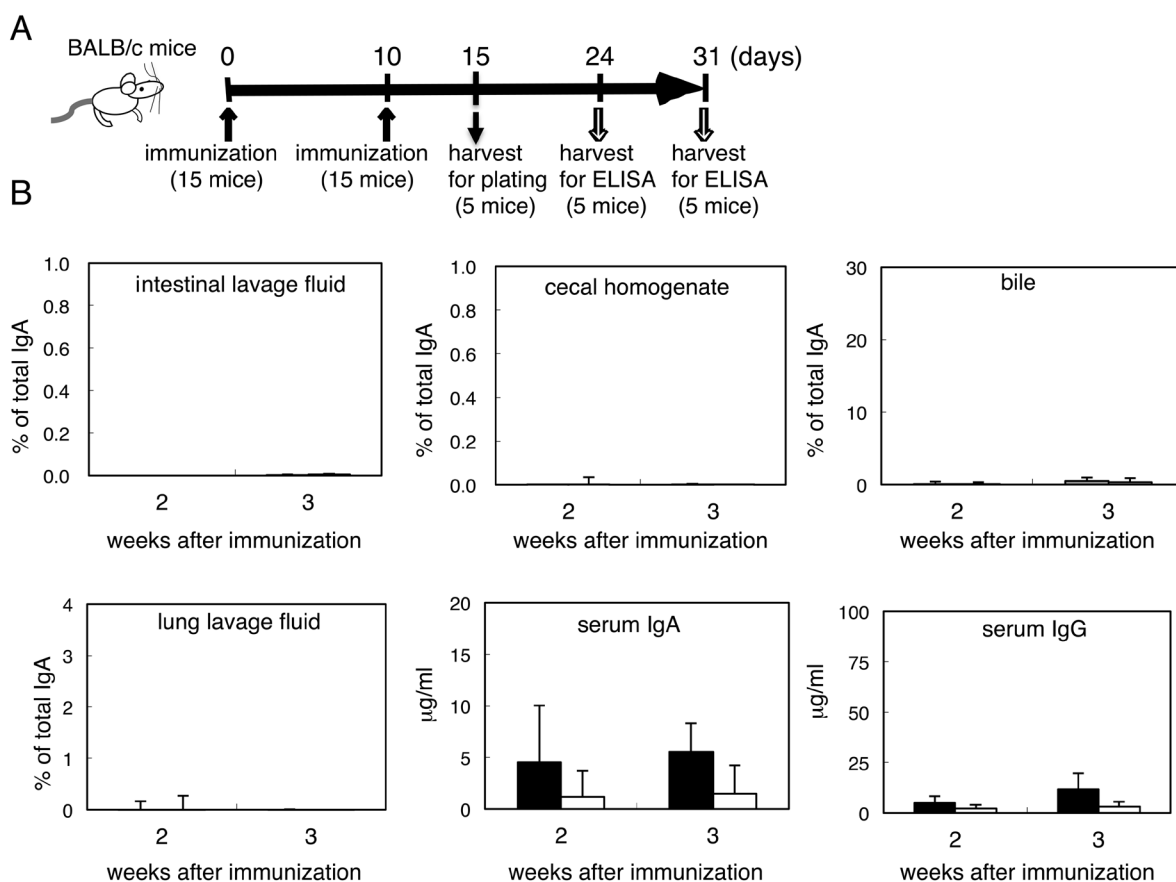 A
BALB/c mice
0 10 15 24 31 (days)
immunization immunization harvest harvest harvest
(15 mice) (15 mice) for plating for ELISA for ELISA
(5 mice) (5 mice) (5 mice)
B
intestinal lavage fluid
% of total IgA
1.0
0.8
0.6
0.4
0.2
0.0
2 3
weeks after immunization
cecal homogenate
% of total IgA
1.0
0.8
0.6
0.4
0.2
0.0
2 3
weeks after immunization
bile
% of total IgA
30
20
10
0
2 3
weeks after immunization
lung lavage fluid
% of total IgA
4
3
2
1
0
2 3
weeks after immunization
serum IgA
µg/ml
20
15
10
5
0
2 3
weeks after immunization
serum IgG
µg/ml
100
75
50
25
0
2 3
weeks after immunization